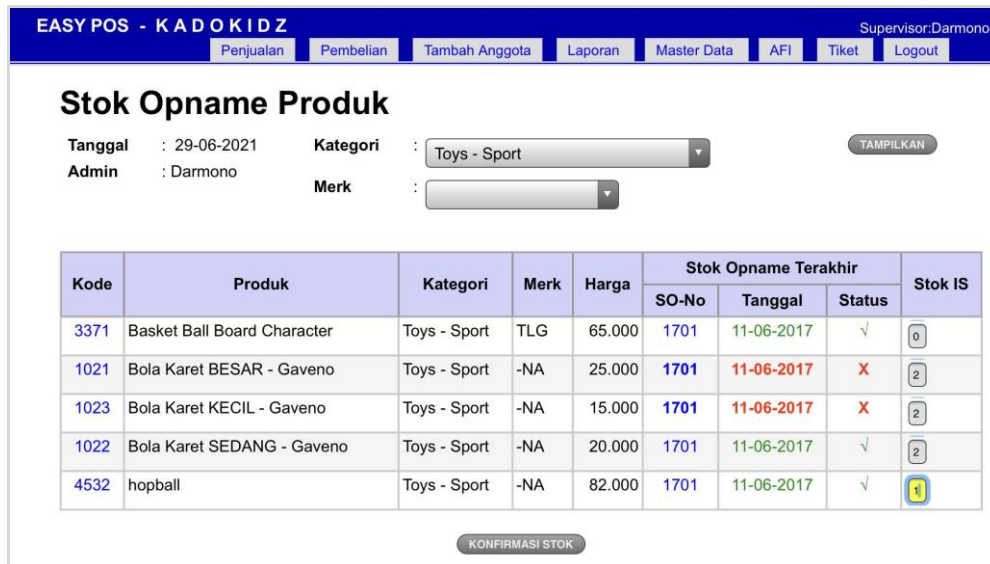 EASY POS - K A D O K I D Z
Supervisor:Darmono
Penjualan Pembelian Tambah Anggota Laporan Master Data AFI Tiket Logout
Stok Opname Produk
Tanggal : 29-06-2021 Kategori : Toys - Sport TAMPILKAN
Admin : Darmono
Merk :
Kode Produk Kategori Merk Harga Stok Opname Terakhir Stok IS
SO-No Tanggal Status
3371 Basket Ball Board Character Toys - Sport TLG 65.000 1701 11-06-2017 √ 0
1021 Bola Karet BESAR - Gaveno Toys - Sport -NA 25.000 1701 11-06-2017 X 2
1023 Bola Karet KECIL - Gaveno Toys - Sport -NA 15.000 1701 11-06-2017 X 2
1022 Bola Karet SEDANG - Gaveno Toys - Sport -NA 20.000 1701 11-06-2017 √ 2
4532 hopball Toys - Sport -NA 82.000 1701 11-06-2017 √ 1
KONFIRMASI STOK